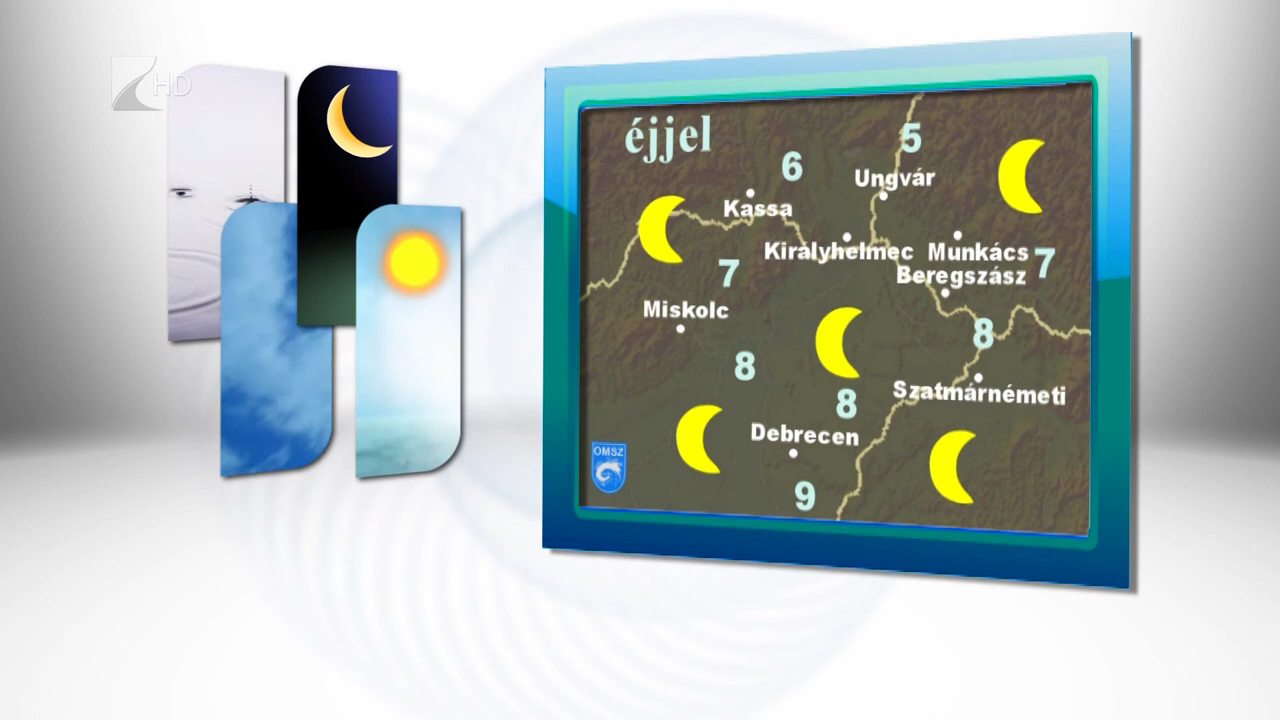 HD
éjjel
5
6
Ungvár
Kassa
Királyhelmec
Munkács
7
Beregszász
7
Miskolc
8
8
Szatmárnémeti
8
Debrecen
OMSZ
9